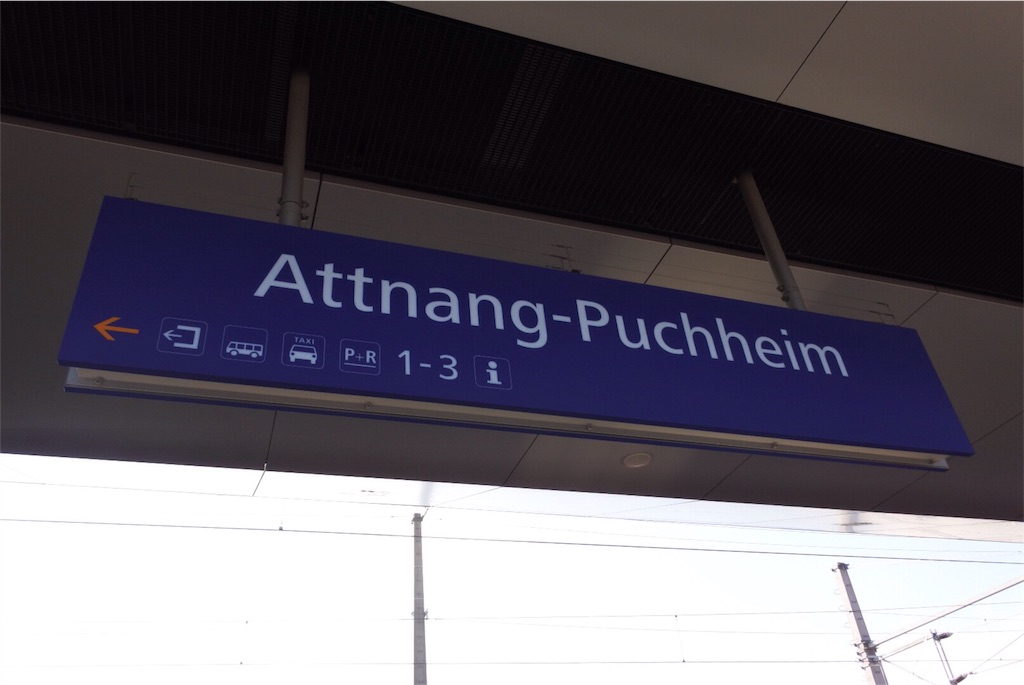 Attnang-Puchheim
TAXI
P+R 1-3 i